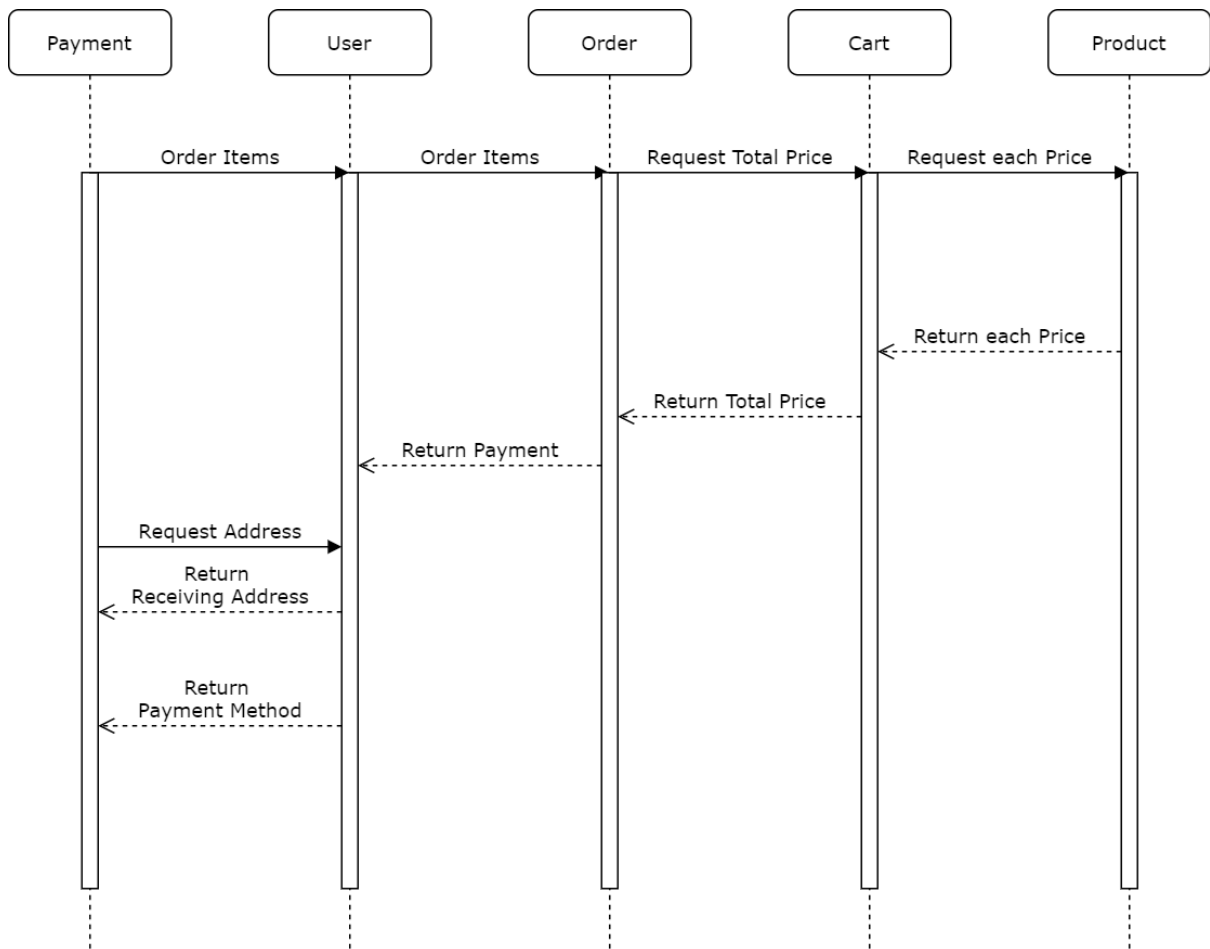 Payment
User
Order
Cart
Product
Order Items
Order Items
Request Total Price
Request each Price
Return each Price
Return Total Price
Return Payment
Request Address
Return
Receiving Address
Return
Payment Method